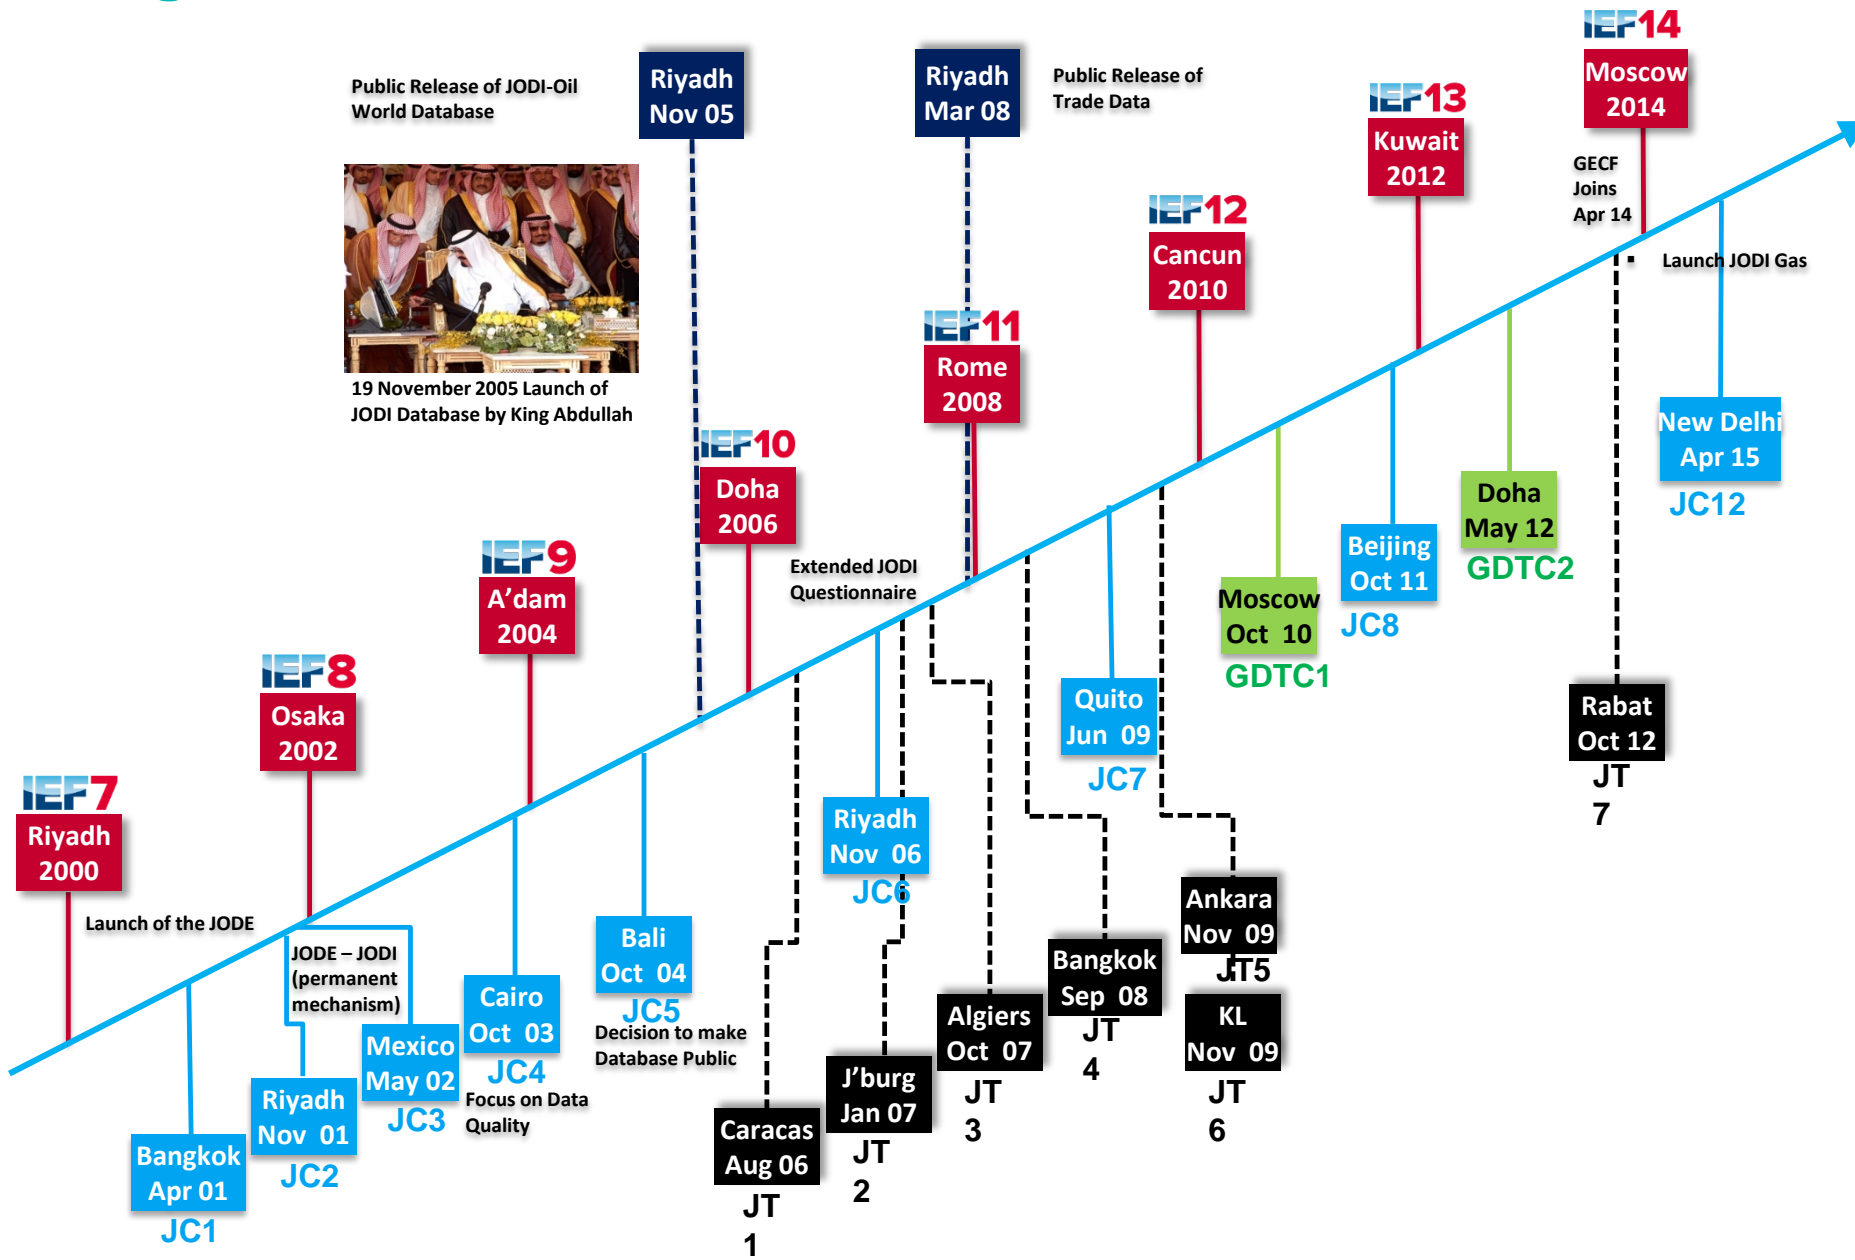 IEF14
Moscow
2014
Riyadh
Nov 05
Riyadh
Mar 08
Public Release of JODI-Oil
World Database
Public Release of
Trade Data
IEF13
Kuwait
2012
GECF
Joins
Apr 14
IEF12
Cancun
2010
Launch JODI Gas
19 November 2005 Launch of
JODI Database by King Abdullah
IEF11
Rome
2008
New Delhi
Apr 15
JC12
IEF10
Doha
2006
Doha
May 12
GDTC2
Beijing
Oct 11
JC8
IEF9
A'dam
2004
Extended JODI
Questionnaire
Moscow
Oct 10
GDTC1
IEF8
Osaka
2002
Quito
Jun 09
JC7
Rabat
Oct 12
JT
7
IEF7
Riyadh
2000
Riyadh
Nov 06
JC6
Launch of the JODE
JODE – JODI
(permanent
mechanism)
Bali
Oct 04
JC5
Decision to make
Database Public
Ankara
Nov 09
JT5
Cairo
Oct 03
JC4
Focus on Data
Quality
Bangkok
Sep 08
JT
4
Algiers
Oct 07
JT
3
KL
Nov 09
JT
6
Mexico
May 02
JC3
Riyadh
Nov 01
JC2
J'burg
Jan 07
JT
2
Caracas
Aug 06
JT
1
Bangkok
Apr 01
JC1